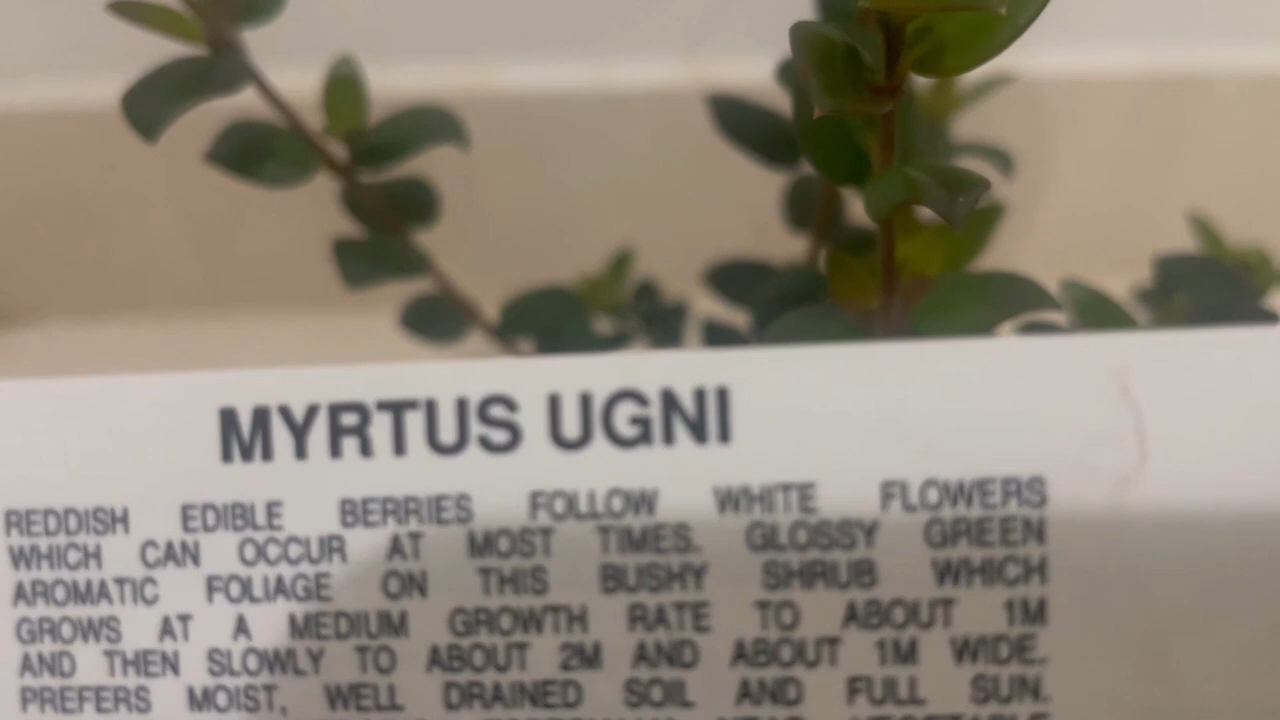 MYRTUS UGNI
REDDISH EDIBLE BERRIES FOLLOW WHITE FLOWERS
WHICH CAN OCCUR AT MOST TIMES. GLOSSY GREEN
AROMATIC FOLIAGE ON THIS BUSHY SHRUB WHICH
GROWS AT A MEDIUM GROWTH RATE TO ABOUT 1M
AND THEN SLOWLY TO ABOUT 2M AND ABOUT 1M WIDE.
PREFERS MOIST, WELL DRAINED SOIL AND FULL SUN.